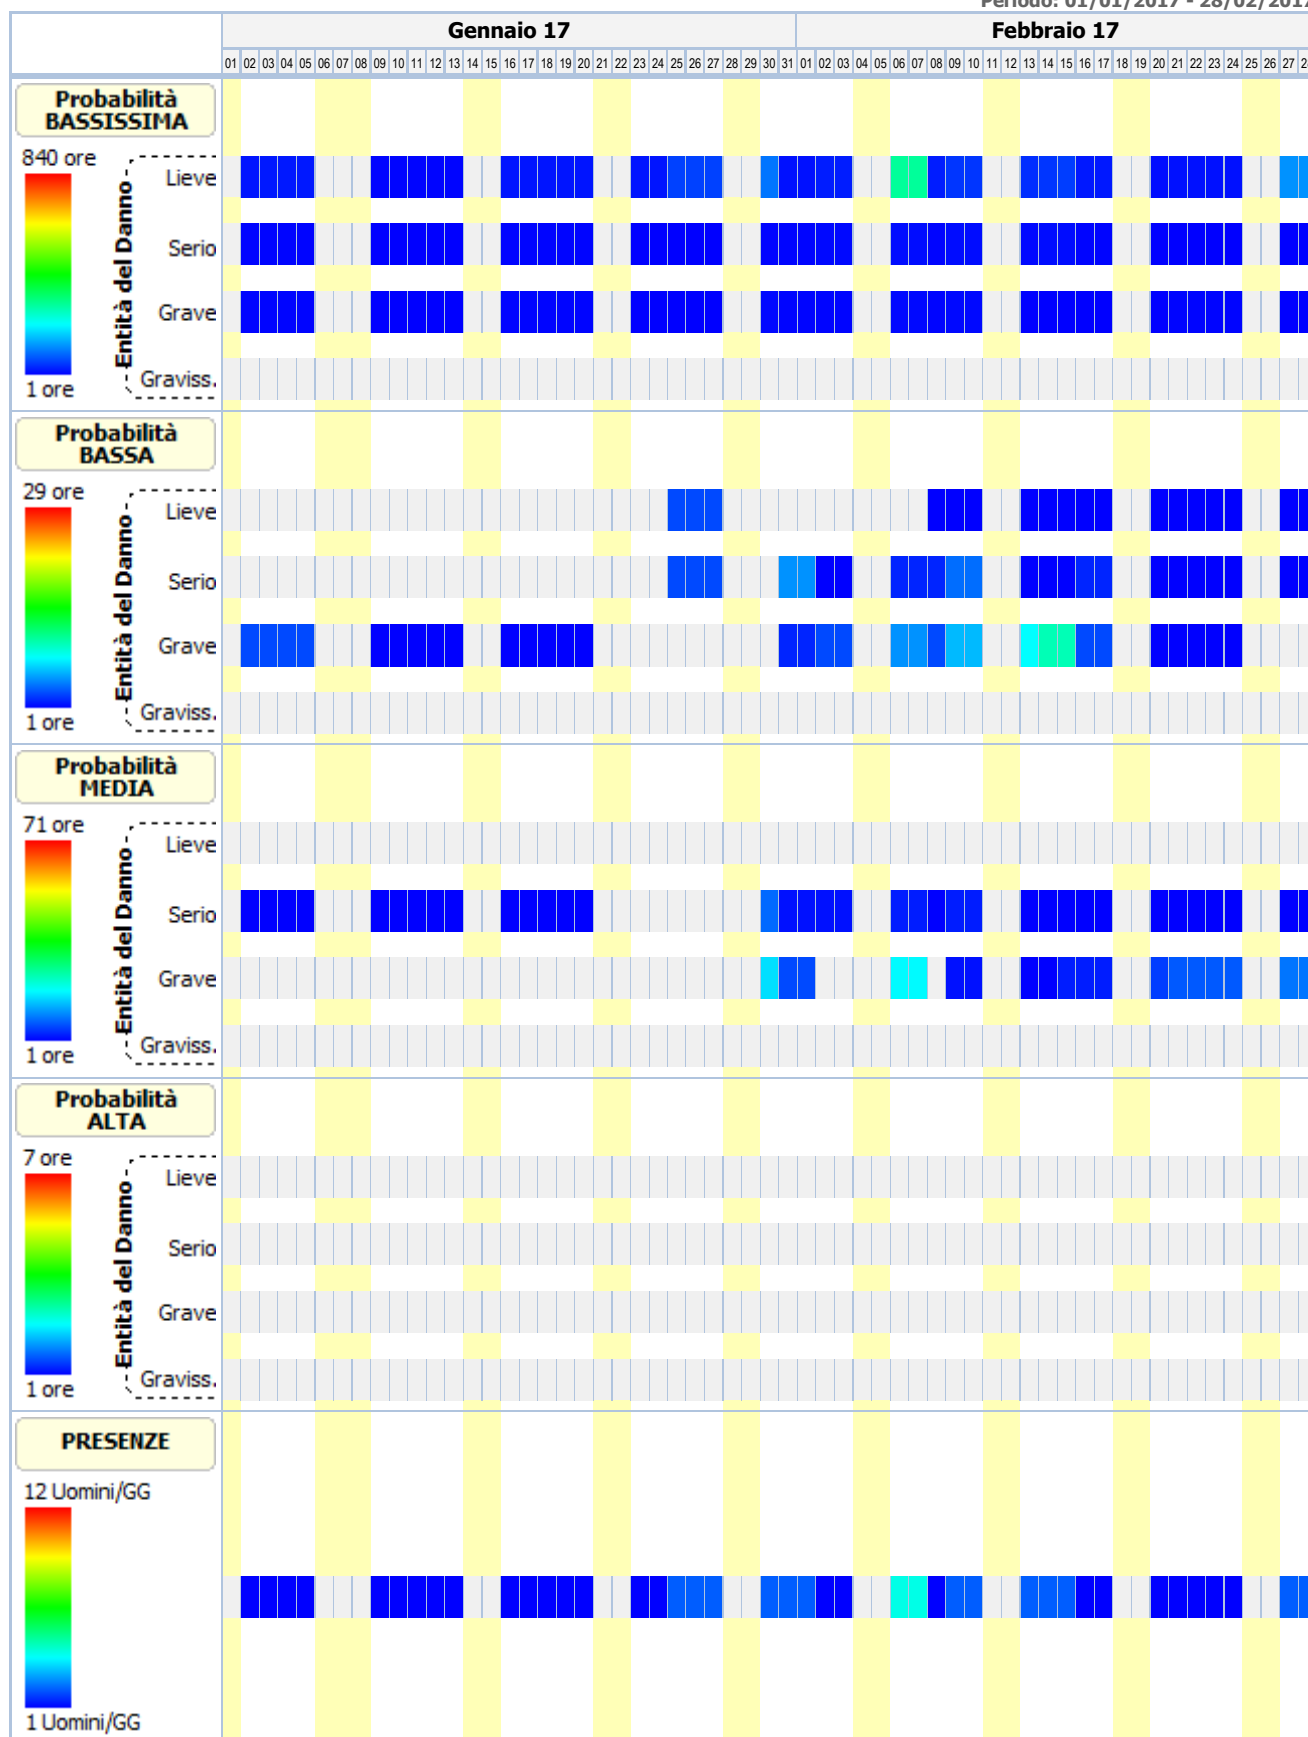 Periodo: 01/01/2017 - 28/02/2017
Gennaio 17 Febbraio 17
01 02 03 04 05 06 07 08 09 10 11 12 13 14 15 16 17 18 19 20 21 22 23 24 25 26 27 28 29 30 31 01 02 03 04 05 06 07 08 09 10 11 12 13 14 15 16 17 18 19 20 21 22 23 24 25 26 27
Probabilità
BASSISSIMA
840 ore
Entità del Danno
Lieve
Serio
Grave
Graviss.
1 ore
Probabilità
BASSA
29 ore
Entità del Danno
Lieve
Serio
Grave
Graviss.
1 ore
Probabilità
MEDIA
71 ore
Entità del Danno
Lieve
Serio
Grave
Graviss.
1 ore
Probabilità
ALTA
7 ore
Entità del Danno
Lieve
Serio
Grave
Graviss.
1 ore
PRESENZE
12 Uomini/GG
1 Uomini/GG